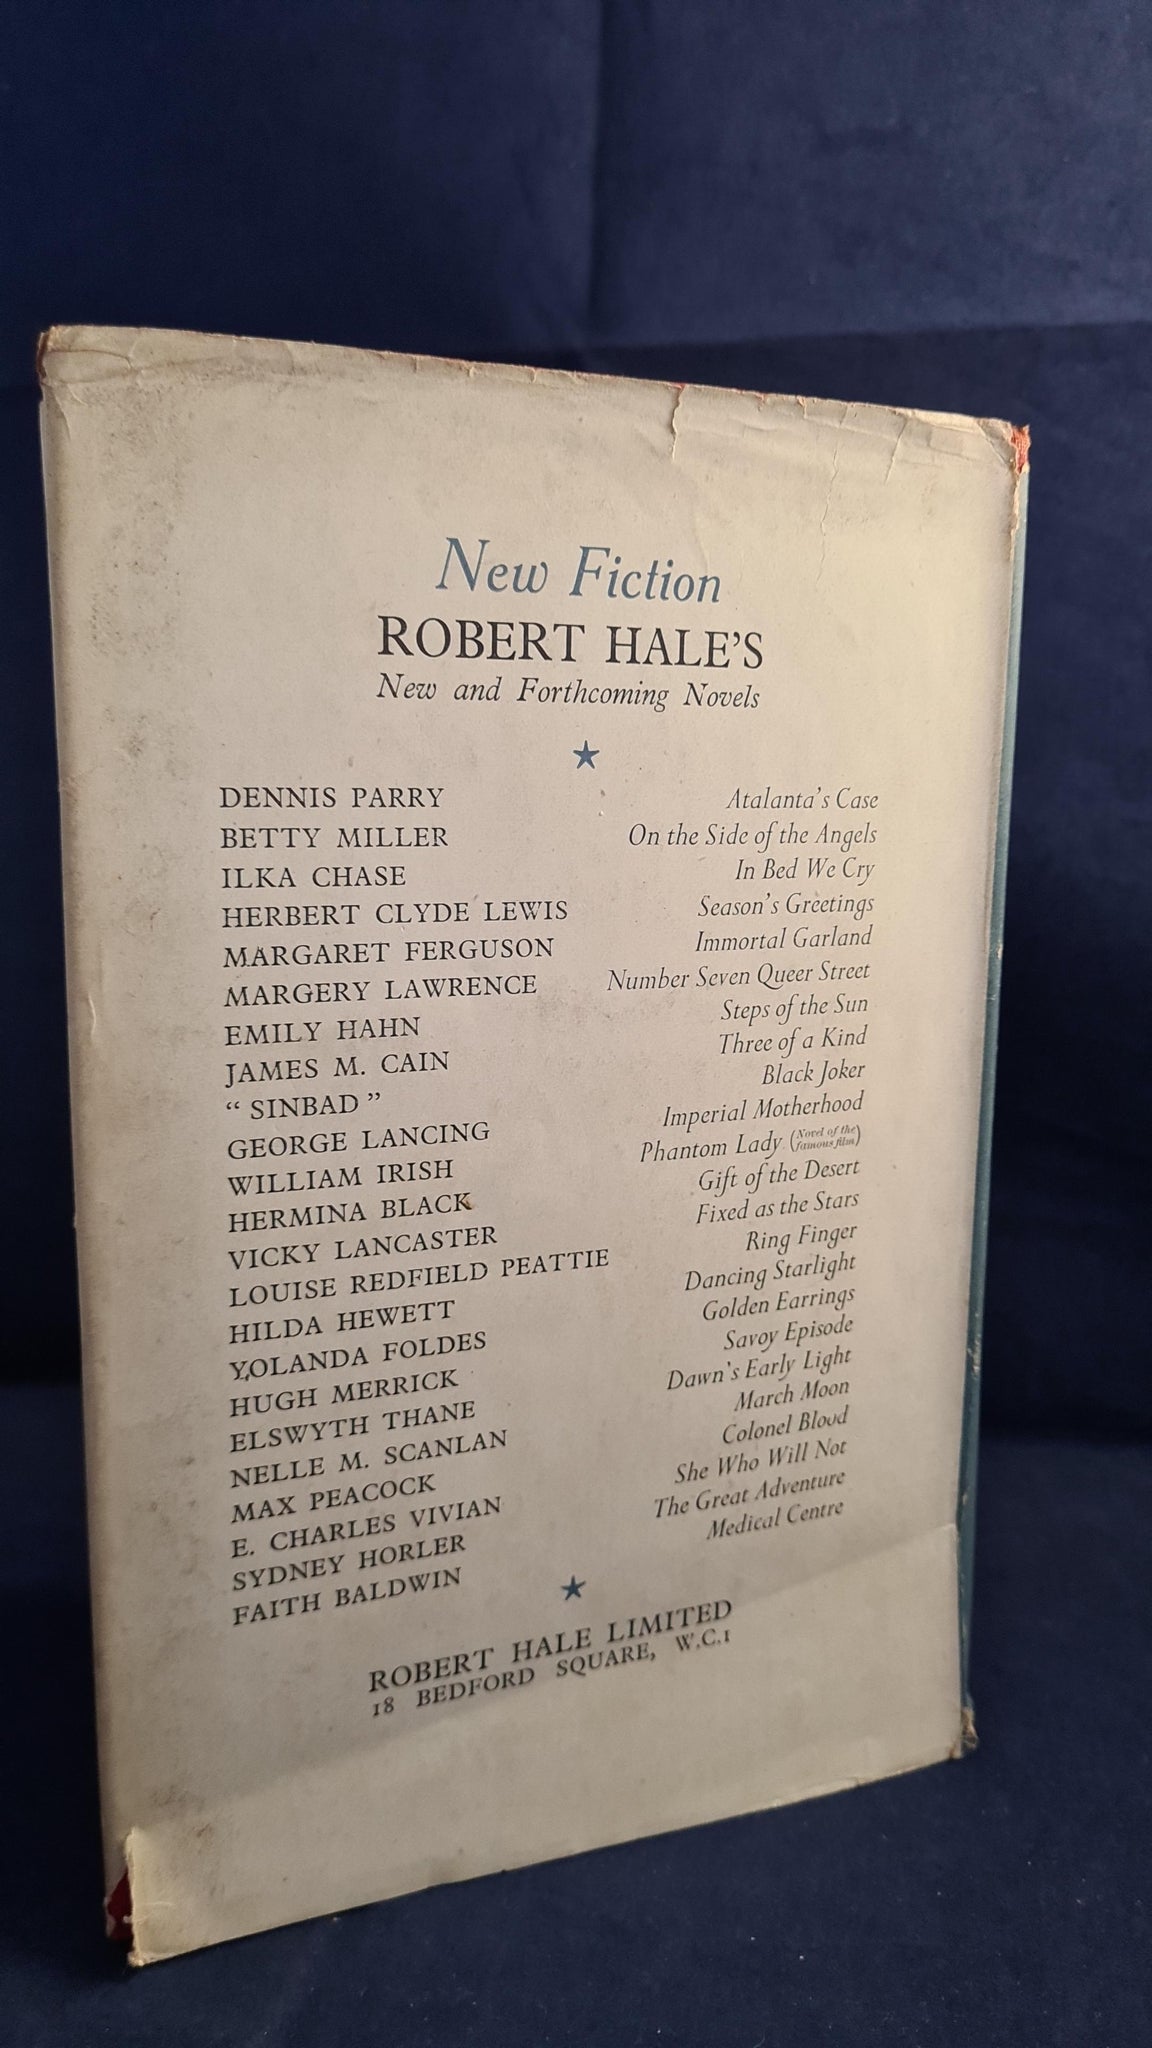 New Fiction
ROBERT HALE'S
New and Forthcoming Novels
DENNIS PARRY Atalanta's Case
BETTY MILLER On the Side of the Angels
ILKA CHASE In Bed We Cry
HERBERT CLYDE LEWIS Season's Greetings
MARGARET FERGUSON Immortal Garland
MARGERY LAWRENCE Number Seven Queer Street
EMILY HAHN Steps of the Sun
JAMES M. CAIN Three of a Kind
“SINBAD” Black Joker
GEORGE LANCING Imperial Motherhood
WILLIAM IRISH Phantom Lady (Novel of the famous film)
HERMINA BLACK Gift of the Desert
VICKY LANCASTER Fixed as the Stars
LOUISE REDFIELD PEATTIE Ring Finger
HILDA HEWETT Dancing Starlight
YOLANDA FOLDES Golden Earrings
HUGH MERRICK Savoy Episode
ELSWYTH THANE Dawn's Early Light
NELLE M. SCANLAN March Moon
MAX PEACOCK Colonel Blood
E. CHARLES VIVIAN She Who Will Not
SYDNEY HORLER The Great Adventure
FAITH BALDWIN Medical Centre
ROBERT HALE LIMITED
18 BEDFORD SQUARE, W.C.1